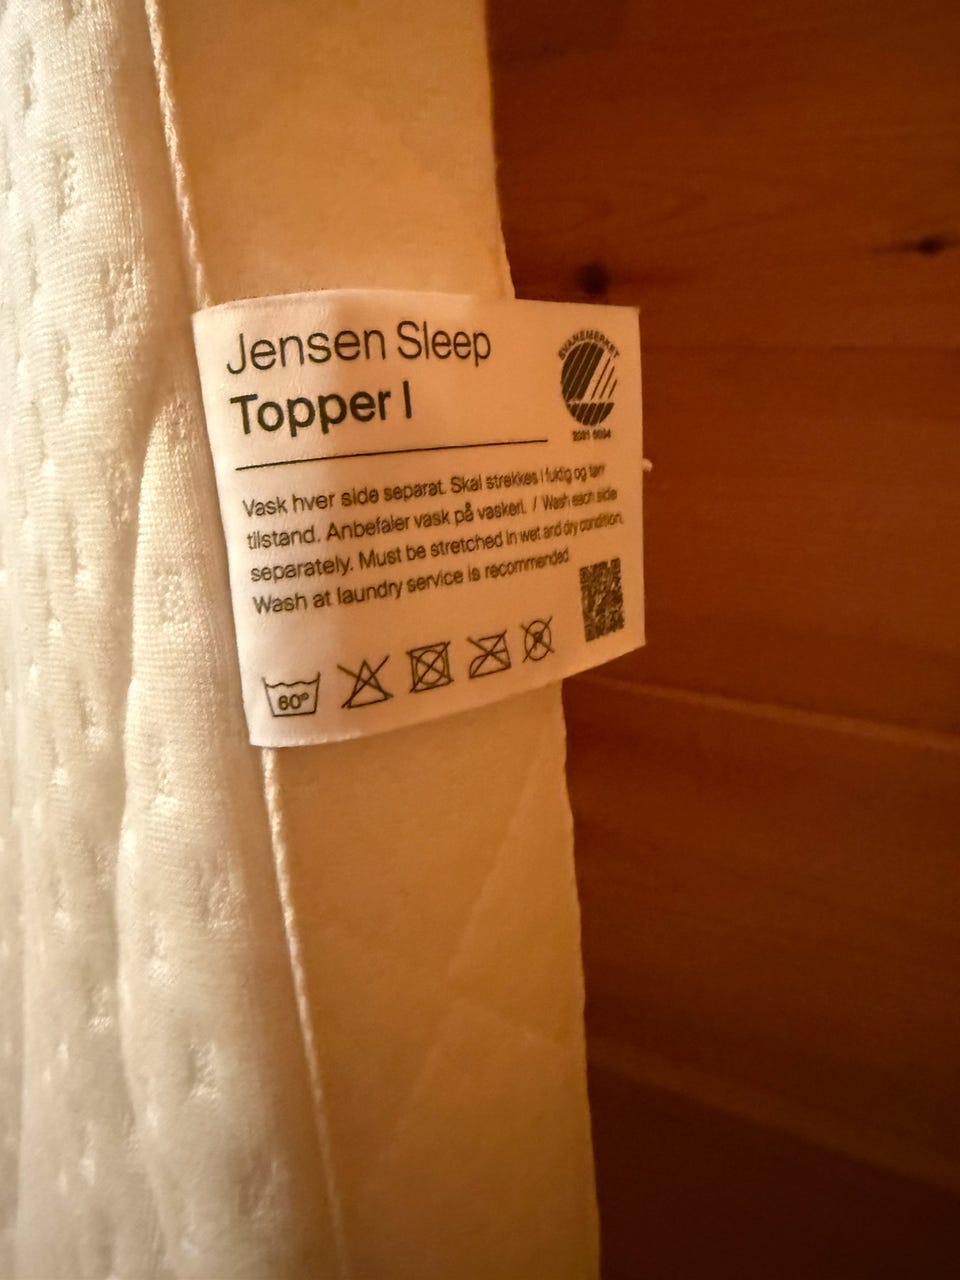 Jensen Sleep
SVANEMERKET
Topper I
Vask hver side separat. Skal strekkes i fuktig og tørr
tilstand. Anbefaler vask på vaskeri. / Wash each side
separately. Must be stretched in wet and dry condition.
Wash at laundry service is recommended.
60°
P